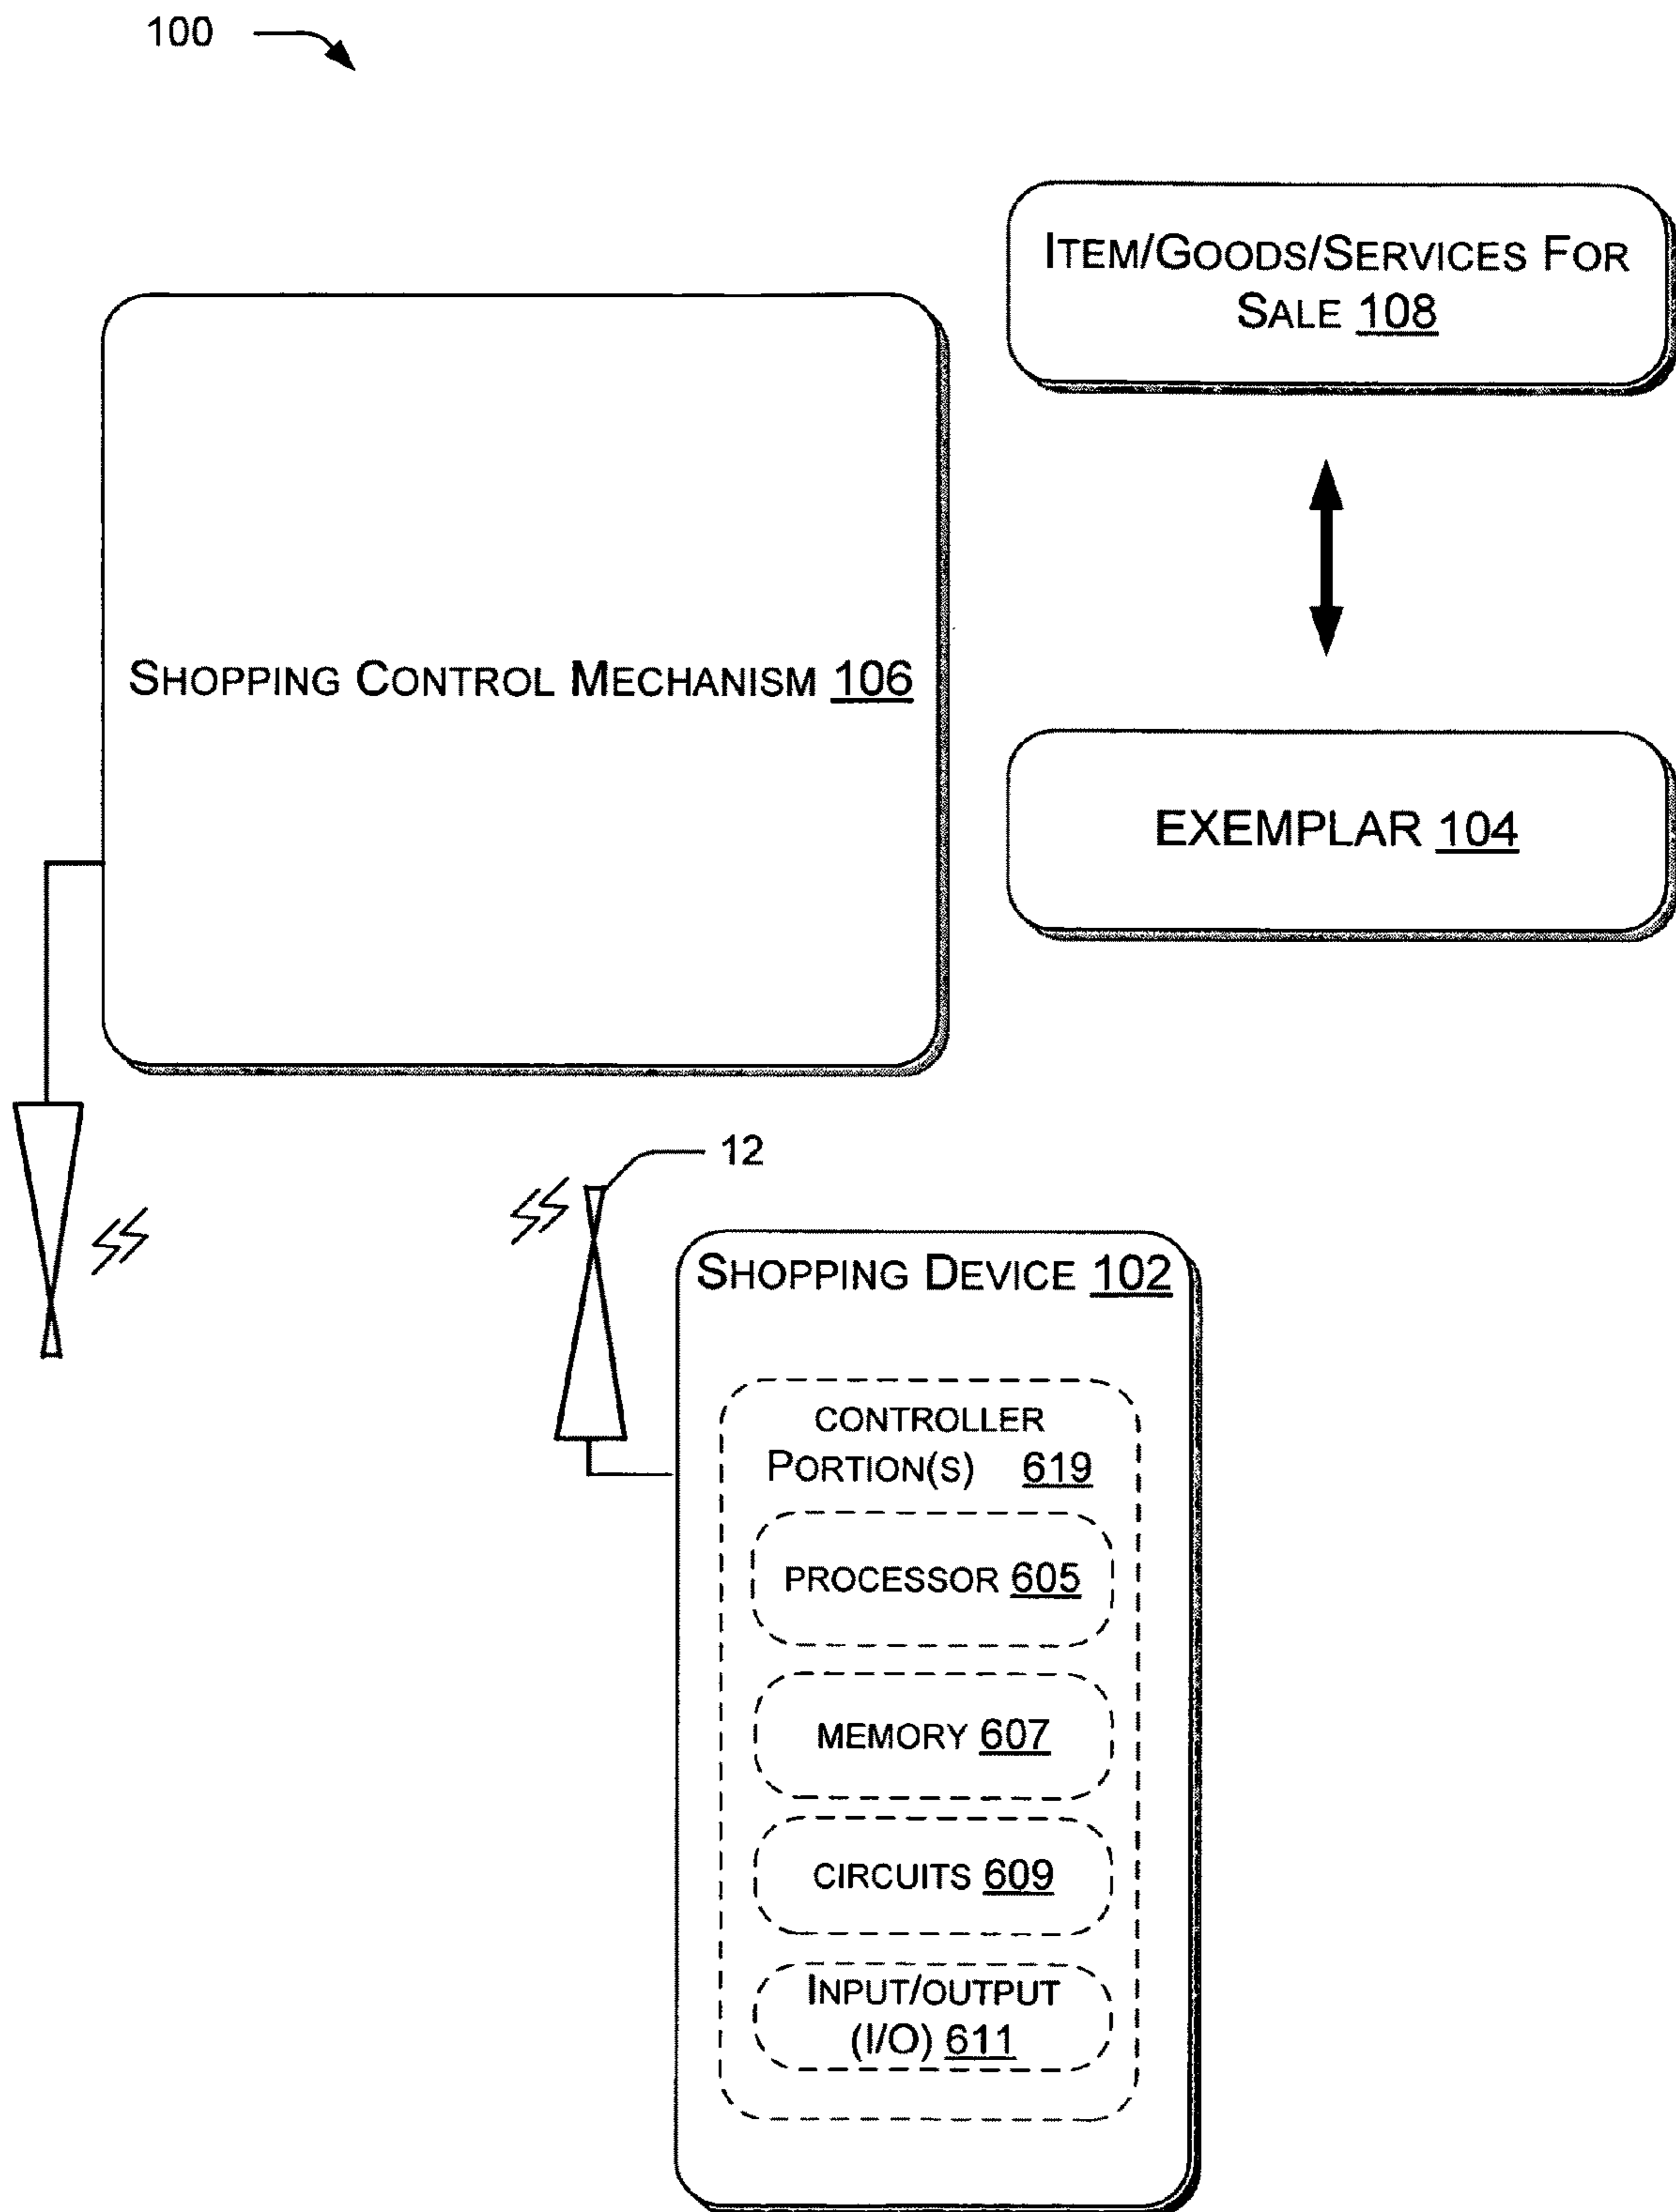 100
ITEM/GOODS/SERVICES FOR
SALE 108
SHOPPING CONTROL MECHANISM 106
EXEMPLAR 104
12
SHOPPING DEVICE 102
CONTROLLER
PORTION(S) 619
PROCESSOR 605
MEMORY 607
CIRCUITS 609
INPUT/OUTPUT
(I/O) 611